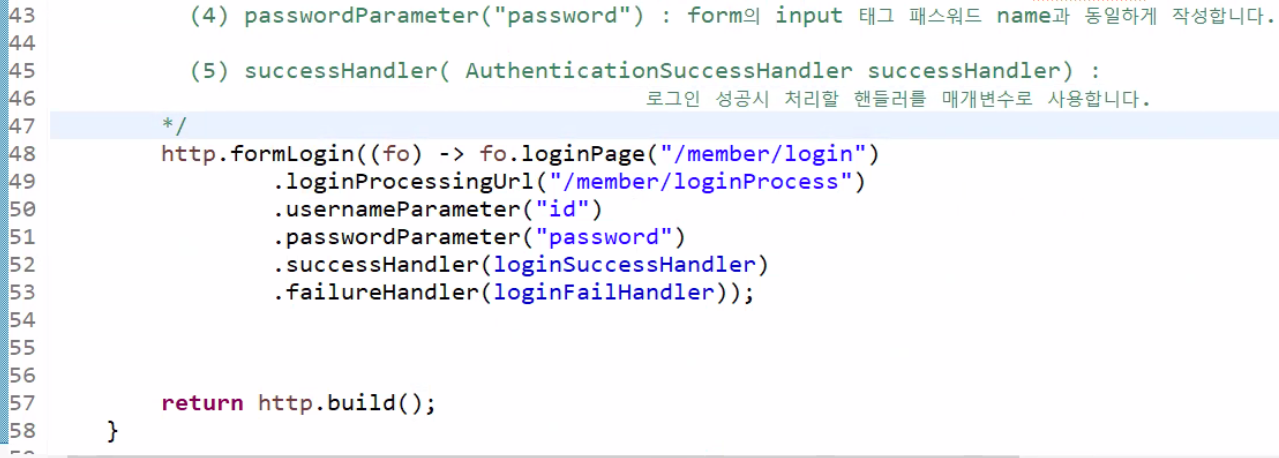 43 (4) passwordParameter("password") : form의 input 태그 패스워드 name과 동일하게 작성합니다.
44
45 (5) successHandler( AuthenticationSuccessHandler successHandler) :
46 로그인 성공시 처리할 핸들러를 매개변수로 사용합니다.
47 */
48 http.formLogin((fo) -> fo.loginPage("/member/login")
49 .loginProcessingUrl("/member/loginProcess")
50 .usernameParameter("id")
51 .passwordParameter("password")
52 .successHandler(loginSuccessHandler)
53 .failureHandler(loginFailHandler));
54
55
56
57 return http.build();
58 }